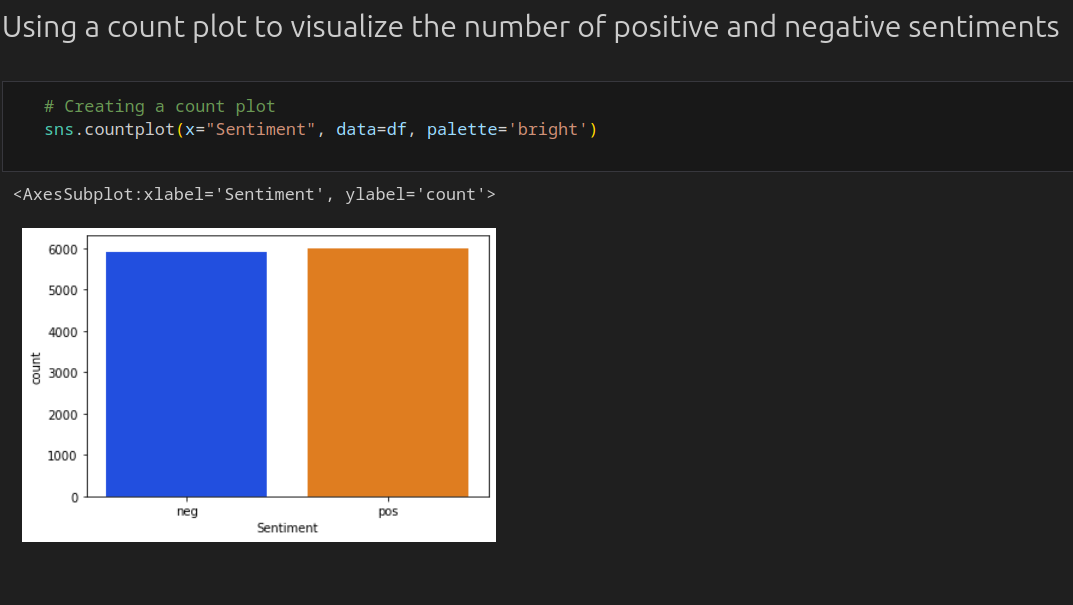 Using a count plot to visualize the number of positive and negative sentiments
# Creating a count plot
sns.countplot(x="Sentiment", data=df, palette='bright')
<AxesSubplot:xlabel='Sentiment', ylabel='count'>
6000
5000
4000
3000
2000
1000
0
count
neg pos
Sentiment